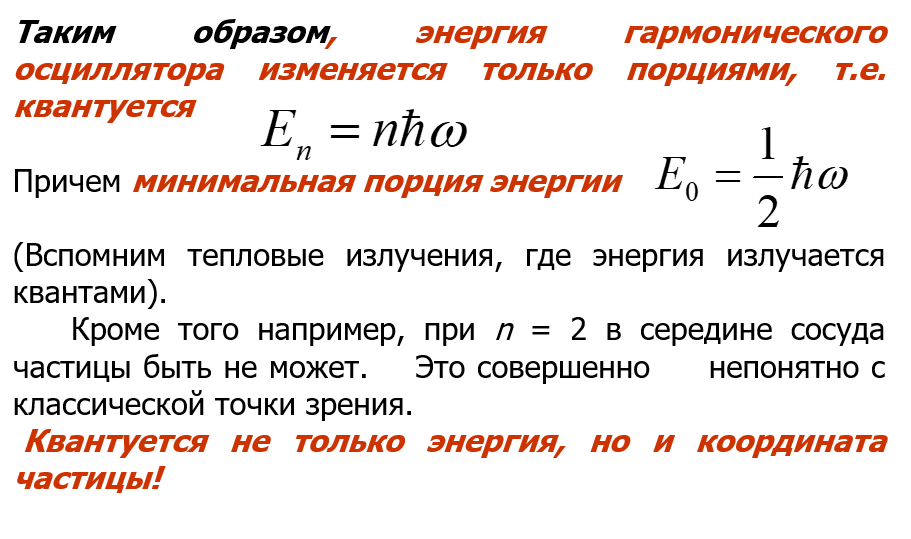 Таким образом, энергия гармонического
осциллятора изменяется только порциями, т.е.
квантуется
Eₙ = nħω
Причем минимальная порция энергии E₀ = 1/2 ħω
(Вспомним тепловые излучения, где энергия излучается
квантами).
Кроме того например, при n = 2 в середине сосуда
частицы быть не может. Это совершенно непонятно с
классической точки зрения.
Квантуется не только энергия, но и координата
частицы!